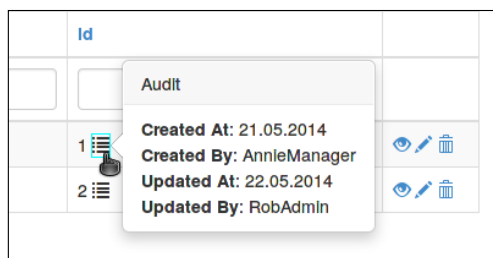 Id
Audit
1
Created At: 21.05.2014
Created By: AnnieManager
Updated At: 22.05.2014
2
Updated By: RobAdmin